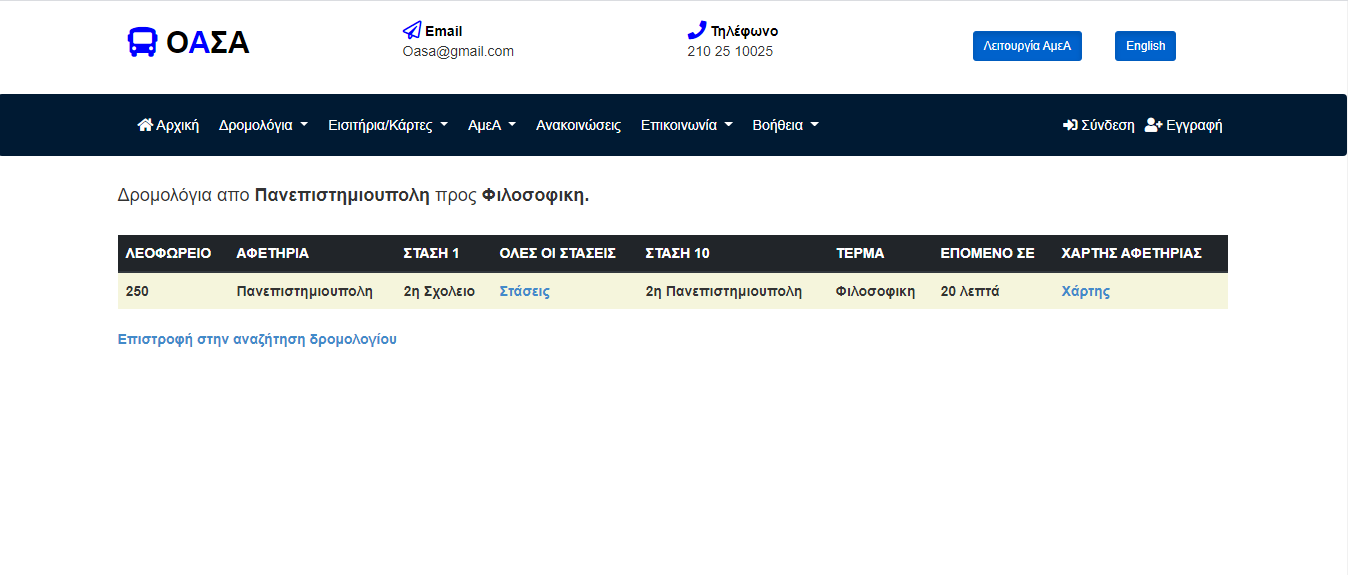 ΟΑΣΑ
Email
Oasa@gmail.com
Τηλέφωνο
210 25 10025
Λειτουργία ΑμεΑ
English
Αρχική Δρομολόγια Εισιτήρια/Κάρτες ΑμεΑ Ανακοινώσεις Επικοινωνία Βοήθεια Σύνδεση Εγγραφή
Δρομολόγια απο Πανεπιστημιουπολη προς Φιλοσοφικη.
ΛΕΟΦΩΡΕΙΟ ΑΦΕΤΗΡΙΑ ΣΤΑΣΗ 1 ΟΛΕΣ ΟΙ ΣΤΑΣΕΙΣ ΣΤΑΣΗ 10 ΤΕΡΜΑ ΕΠΟΜΕΝΟ ΣΕ ΧΑΡΤΗΣ ΑΦΕΤΗΡΙΑΣ
250 Πανεπιστημιουπολη 2η Σχολειο Στάσεις 2η Πανεπιστημιουπολη Φιλοσοφικη 20 λεπτά Χάρτης
Επιστροφή στην αναζήτηση δρομολογίου